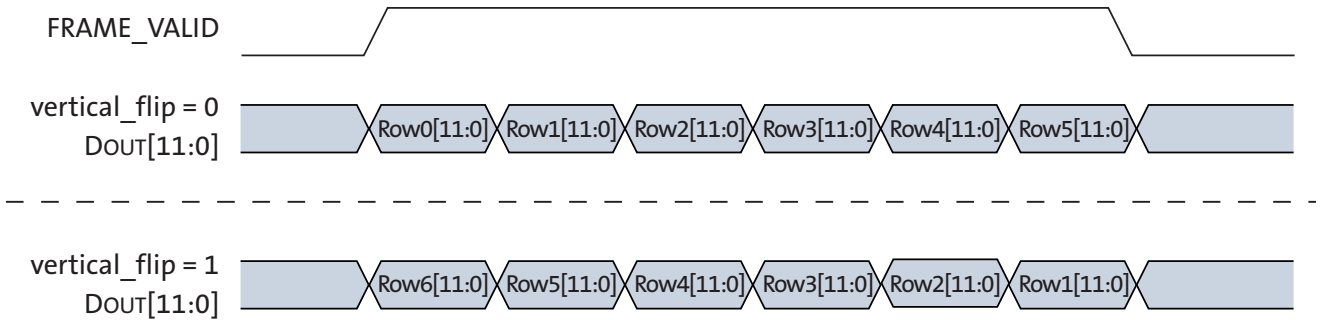 FRAME_VALID
vertical_flip = 0
DOUT[11:0]
Row0[11:0] Row1[11:0] Row2[11:0] Row3[11:0] Row4[11:0] Row5[11:0]
vertical_flip = 1
DOUT[11:0]
Row6[11:0] Row5[11:0] Row4[11:0] Row3[11:0] Row2[11:0] Row1[11:0]